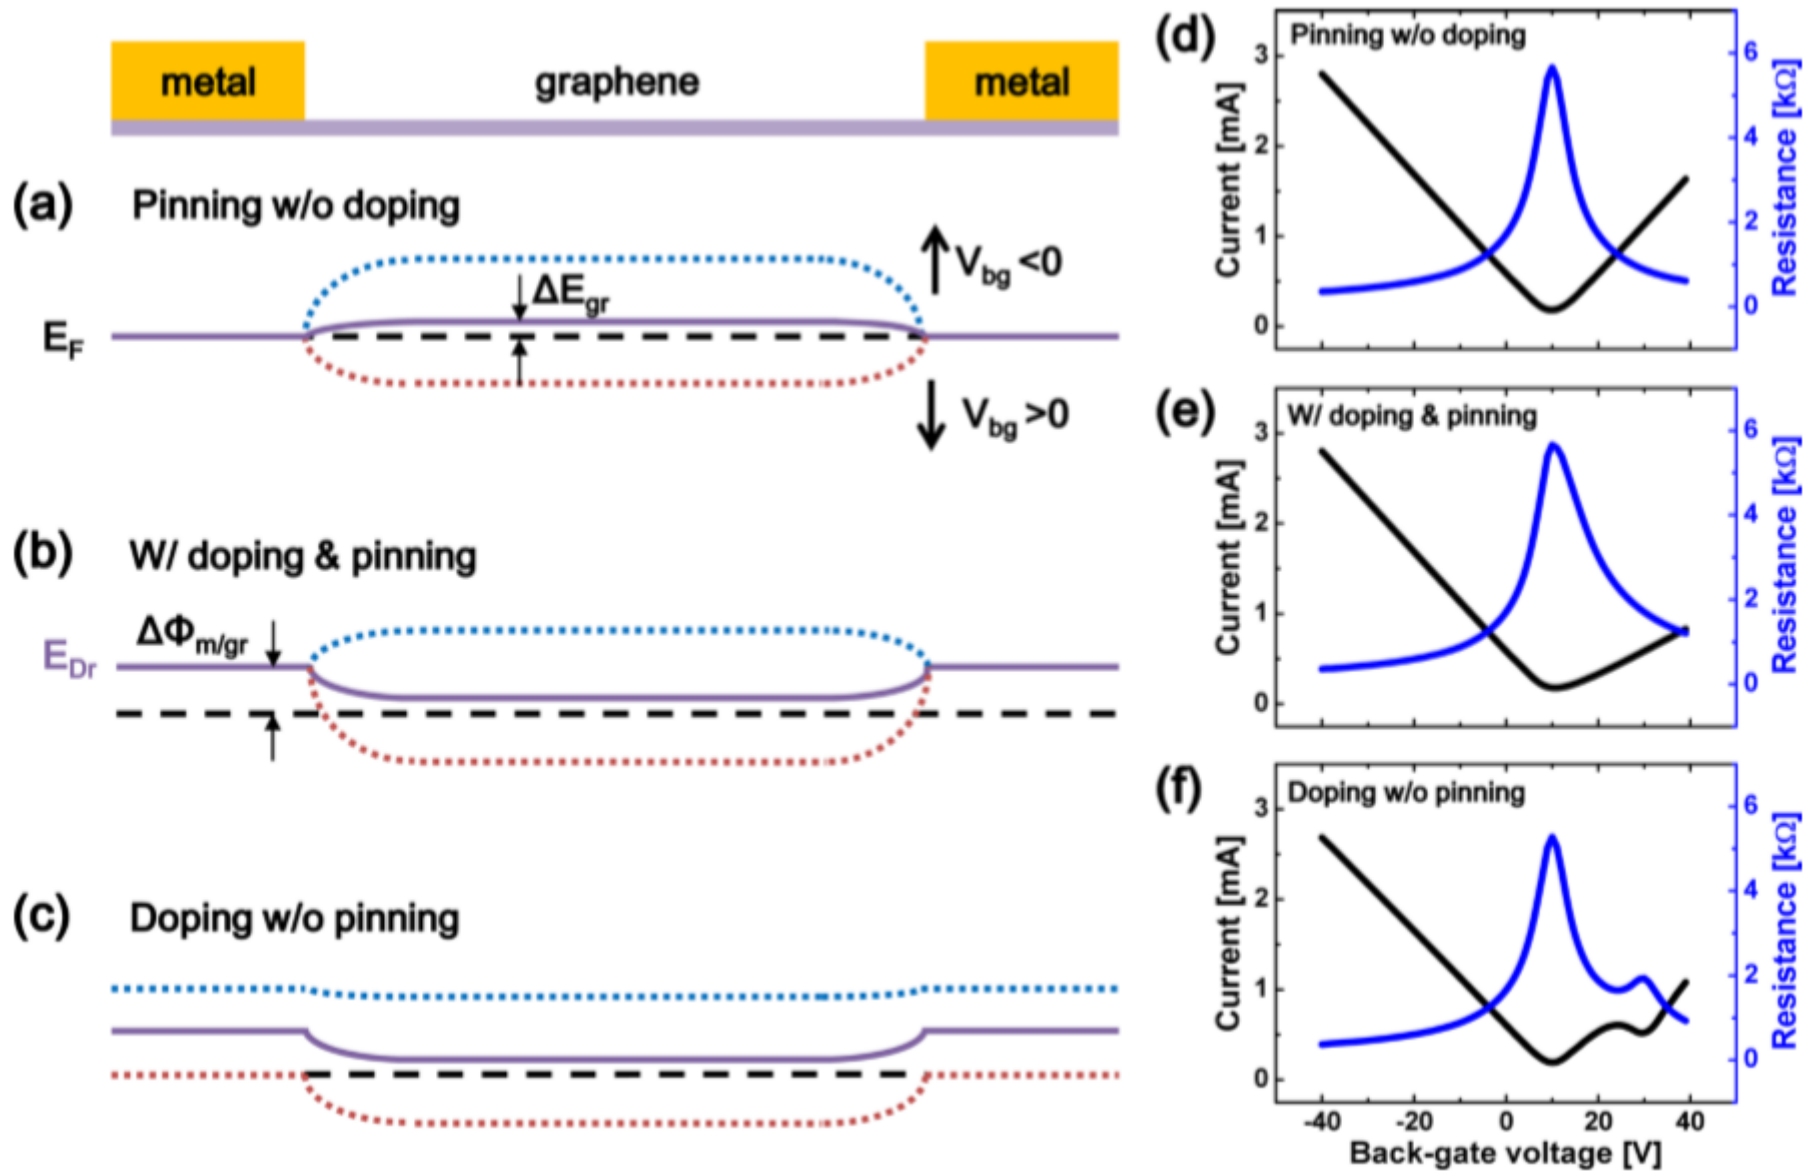 metal graphene metal
(a) Pinning w/o doping
V_bg <0
ΔE_gr
E_F
V_bg >0
(b) W/ doping & pinning
ΔΦ_m/gr
E_Dr
(c) Doping w/o pinning
(d) Pinning w/o doping
Current [mA]
3
2
1
0
Resistance [kΩ]
6
4
2
0
(e) W/ doping & pinning
Current [mA]
3
2
1
0
Resistance [kΩ]
6
4
2
0
(f) Doping w/o pinning
Current [mA]
3
2
1
0
Resistance [kΩ]
6
4
2
0
-40 -20 0 20 40
Back-gate voltage [V]